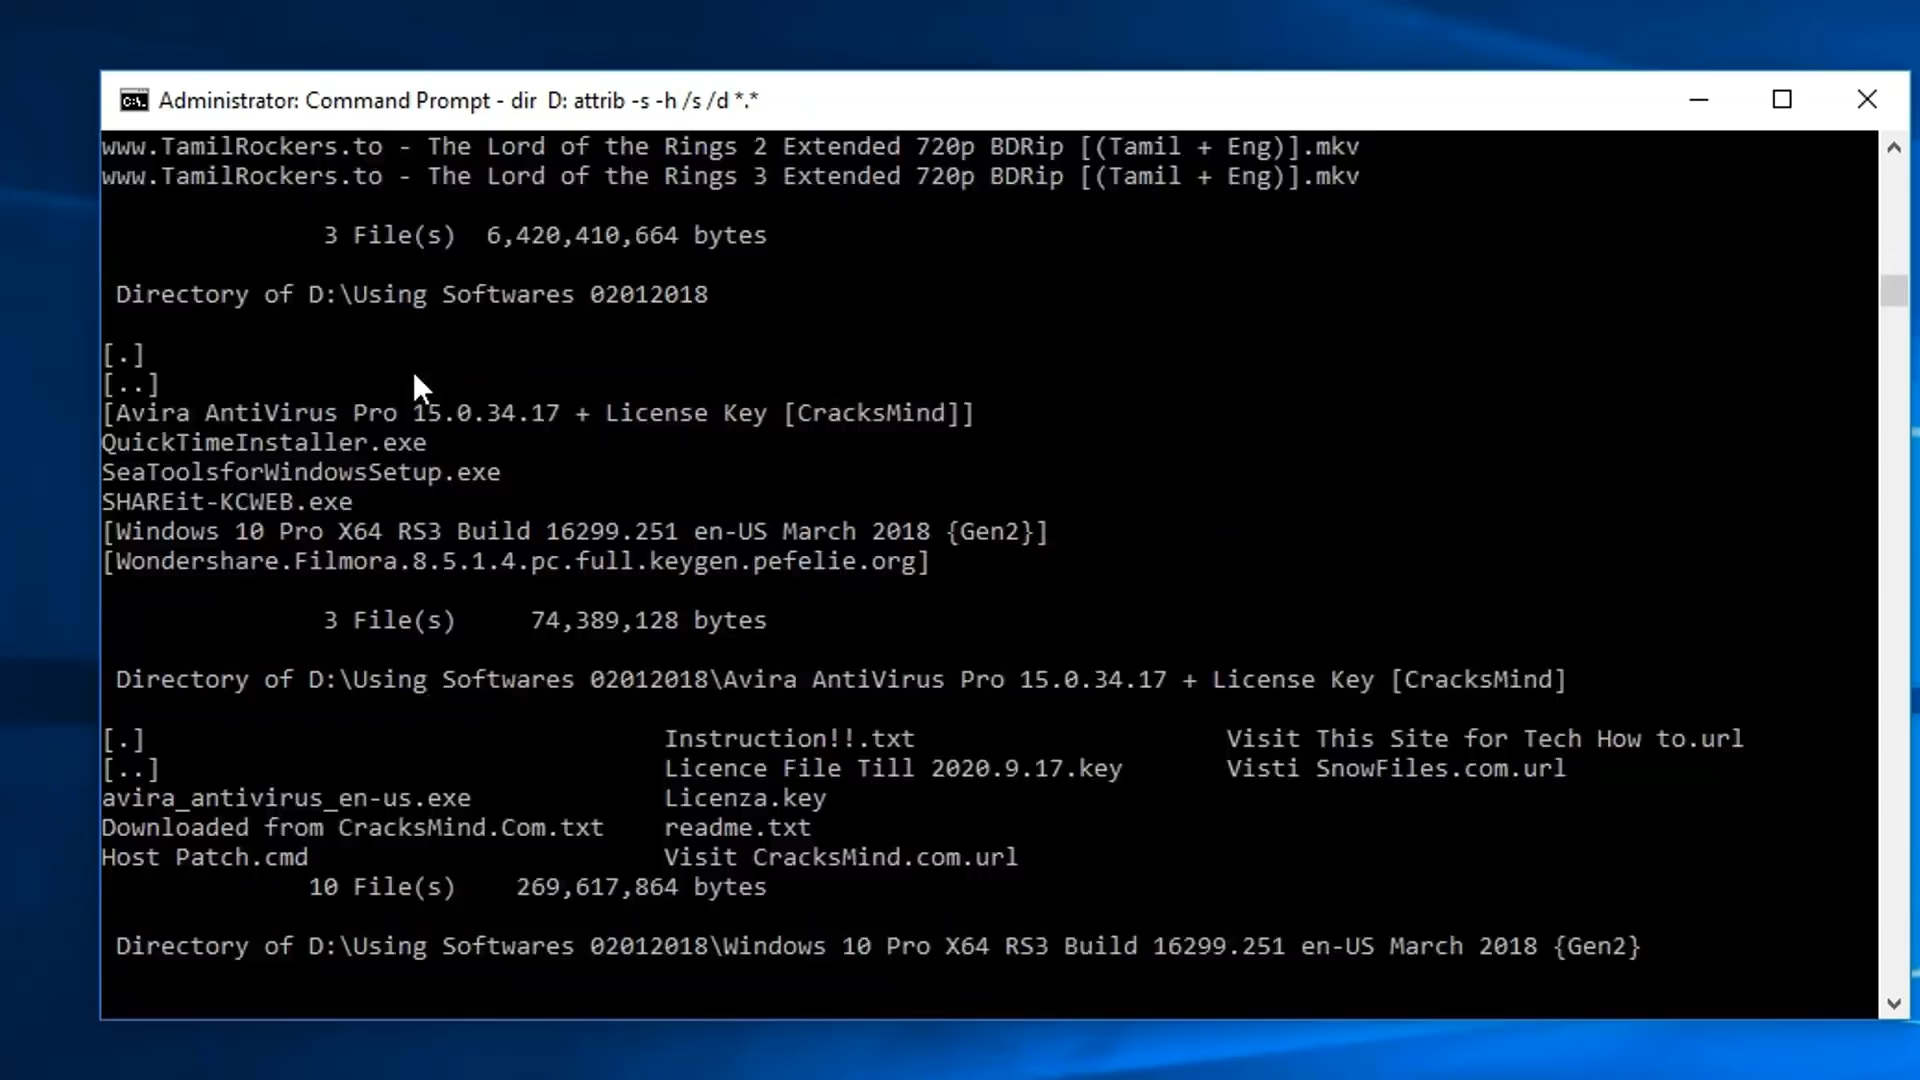 Administrator: Command Prompt - dir  D: attrib -s -h /s /d *.*
www.TamilRockers.to - The Lord of the Rings 2 Extended 720p BDRip [(Tamil + Eng)].mkv
www.TamilRockers.to - The Lord of the Rings 3 Extended 720p BDRip [(Tamil + Eng)].mkv
3 File(s)  6,420,410,664 bytes
Directory of D:\Using Softwares 02012018
[.]
[..]
[Avira AntiVirus Pro 15.0.34.17 + License Key [CracksMind]]
QuickTimeInstaller.exe
SeaToolsforWindowsSetup.exe
SHAREit-KCWEB.exe
[Windows 10 Pro X64 RS3 Build 16299.251 en-US March 2018 {Gen2}]
[Wondershare.Filmora.8.5.1.4.pc.full.keygen.pefelie.org]
3 File(s)     74,389,128 bytes
Directory of D:\Using Softwares 02012018\Avira AntiVirus Pro 15.0.34.17 + License Key [CracksMind]
[.]                                   Instruction!!.txt                     Visit This Site for Tech How to.url
[..]                                  Licence File Till 2020.9.17.key       Visti SnowFiles.com.url
avira_antivirus_en-us.exe             Licenza.key
Downloaded from CracksMind.Com.txt    readme.txt
Host Patch.cmd                        Visit CracksMind.com.url
10 File(s)    269,617,864 bytes
Directory of D:\Using Softwares 02012018\Windows 10 Pro X64 RS3 Build 16299.251 en-US March 2018 {Gen2}